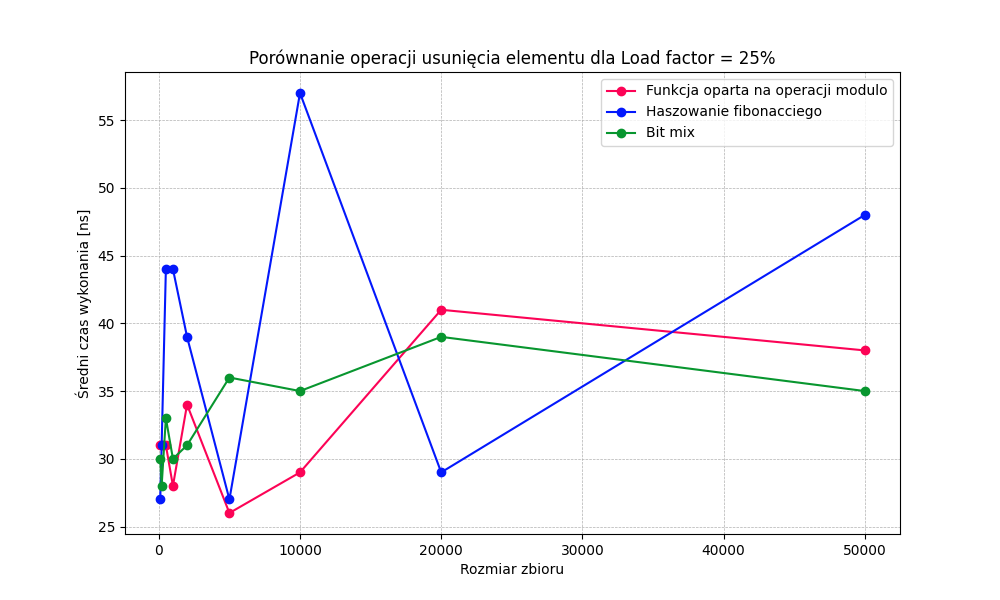 Porównanie operacji usunięcia elementu dla Load factor = 25%
Funkcja oparta na operacji modulo
Haszowanie fibonacciego
Bit mix
Średni czas wykonania [ns]
55
50
45
40
35
30
25
0 10000 20000 30000 40000 50000
Rozmiar zbioru